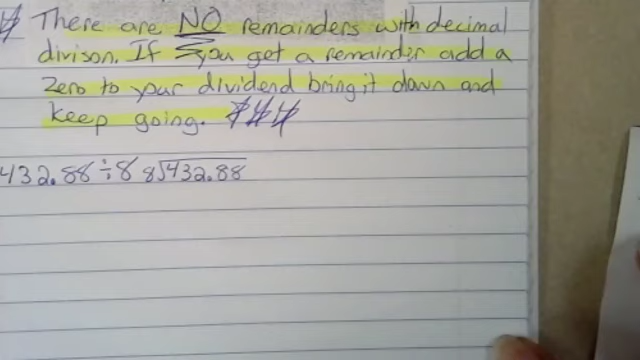 There are NO remainders with decimal
divison. If you get a remainder add a
zero to your dividend bring it down and
keep going.
432.88 ÷ 8 8√432.88